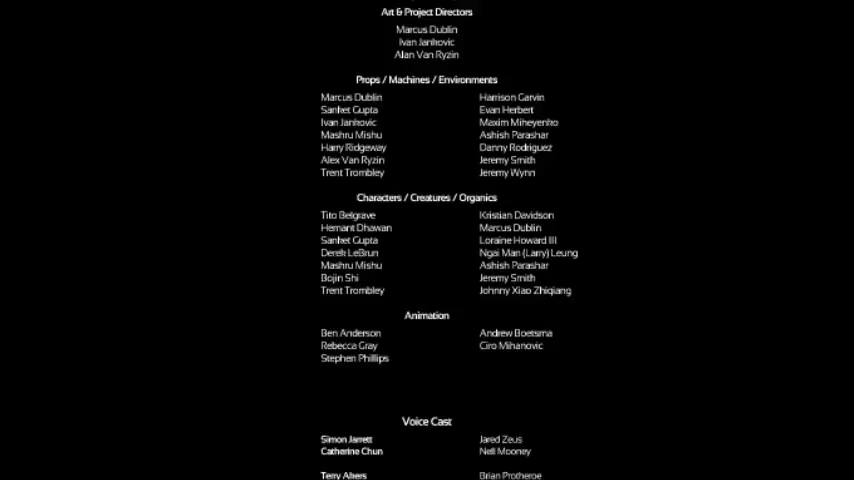 Art & Project Directors
Marcus Dublin
Ivan Jankovic
Alan Van Ryzin
Props / Machines / Environments
Marcus Dublin Harrison Garvin
Sanket Gupta Evan Herbert
Ivan Jankovic Maxim Miheyenko
Mashru Mishu Ashish Parashar
Harry Ridgeway Danny Rodriguez
Alex Van Ryzin Jeremy Smith
Trent Trombley Jeremy Wynn
Characters / Creatures / Organics
Tito Belgrave Kristian Davidson
Hemant Dhawan Marcus Dublin
Sanket Gupta Loraine Howard III
Derek LeBrun Ngai Man (Larry) Leung
Mashru Mishu Ashish Parashar
Bojin Shi Jeremy Smith
Trent Trombley Johnny Xiao Zhiqiang
Animation
Ben Anderson Andrew Boetsma
Rebecca Gray Ciro Mihanovic
Stephen Phillips
Voice Cast
Simon Jarrett Jared Zeus
Catherine Chun Nell Mooney
Terry Akers Brian Protheroe